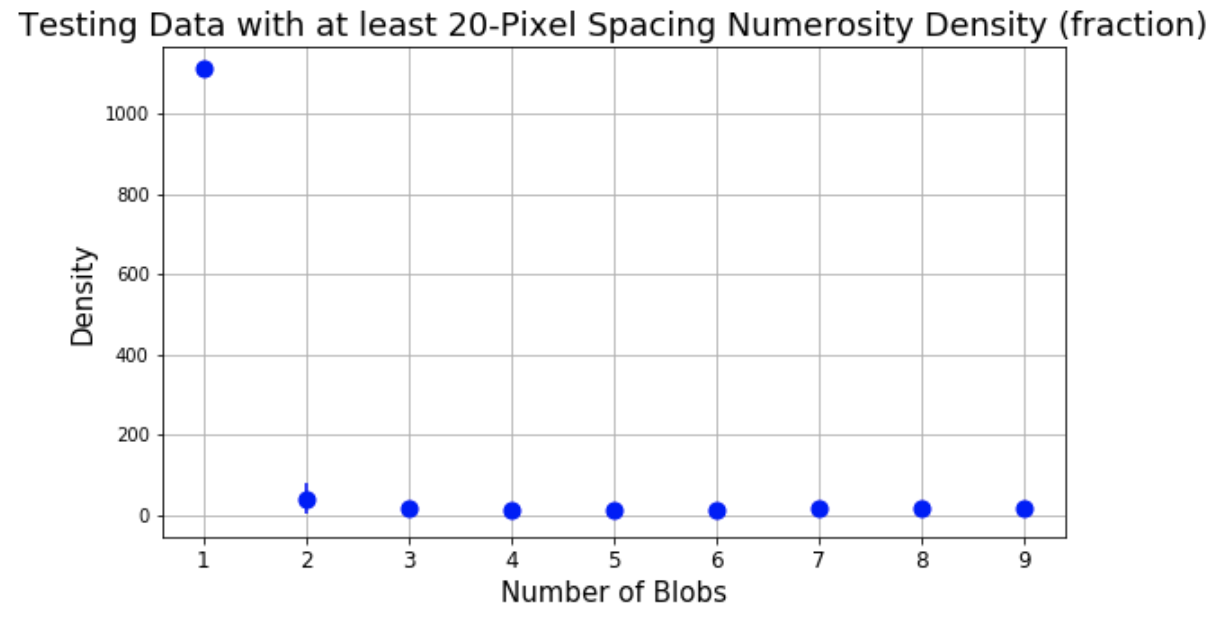 Testing Data with at least 20-Pixel Spacing Numerosity Density (fraction)
1000
800
600
400
200
0
Density
1 2 3 4 5 6 7 8 9
Number of Blobs